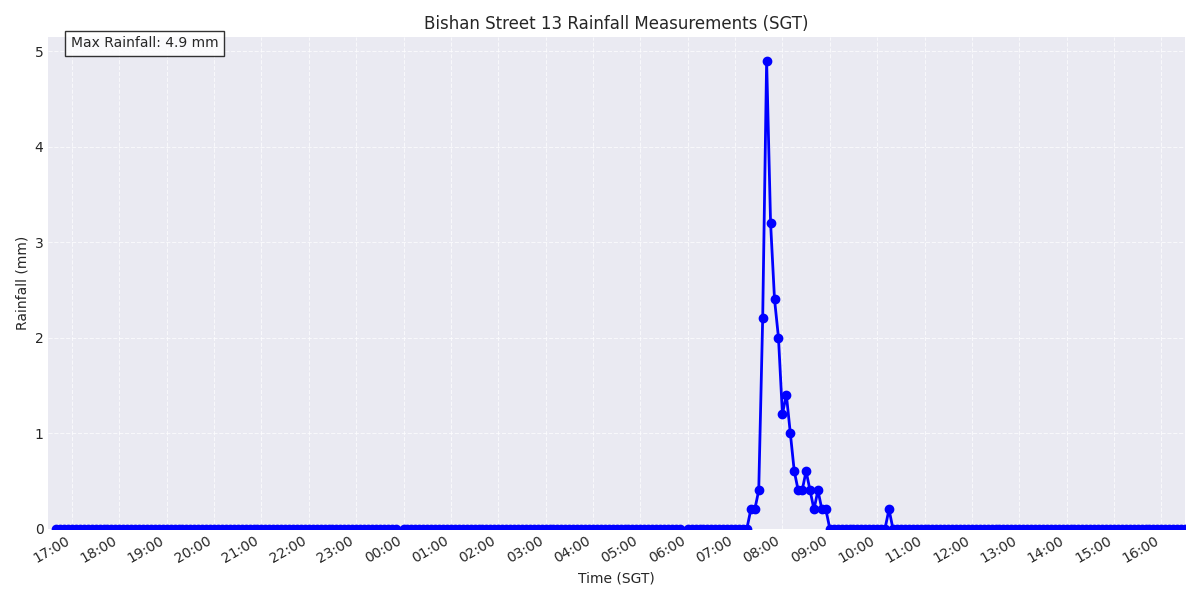 Bishan Street 13 Rainfall Measurements (SGT)
Max Rainfall: 4.9 mm
Rainfall (mm)
5
4
3
2
1
0
17:00 18:00 19:00 20:00 21:00 22:00 23:00 00:00 01:00 02:00 03:00 04:00 05:00 06:00 07:00 08:00 09:00 10:00 11:00 12:00 13:00 14:00 15:00 16:00
Time (SGT)